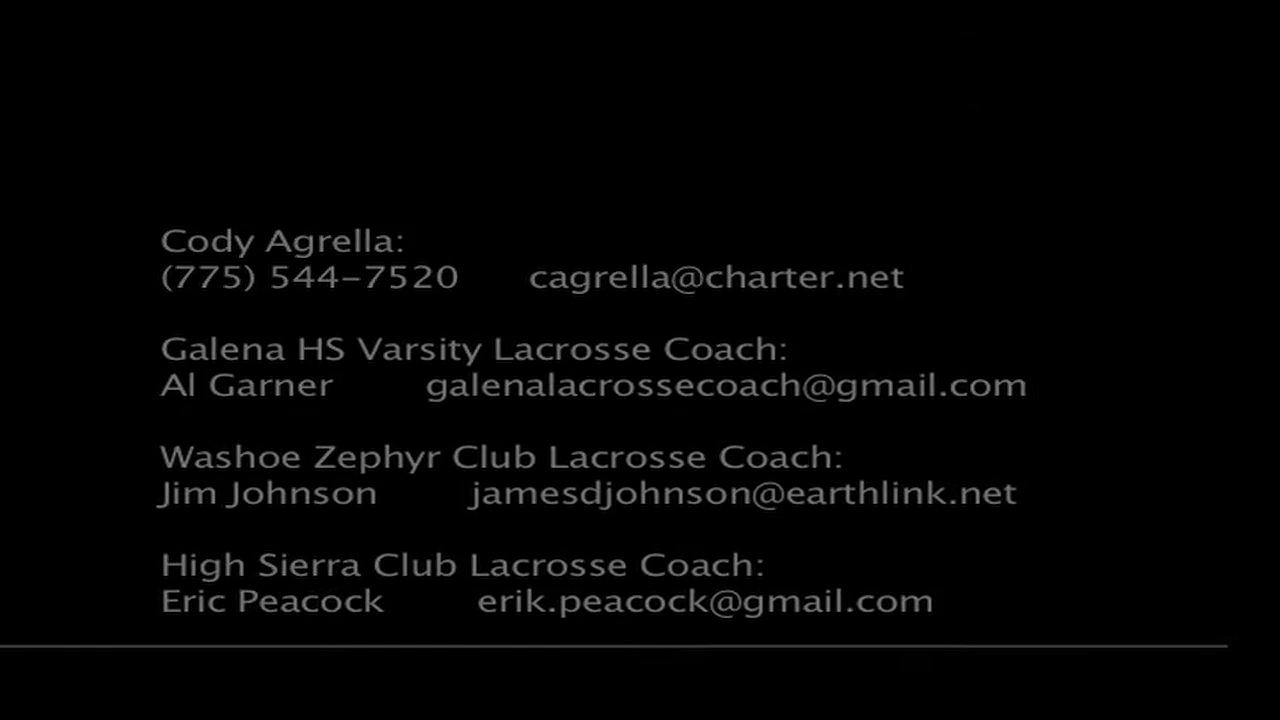 Cody Agrella:
(775) 544-7520 cagrella@charter.net
Galena HS Varsity Lacrosse Coach:
Al Garner galenalacrossecoach@gmail.com
Washoe Zephyr Club Lacrosse Coach:
Jim Johnson jamesdjohnson@earthlink.net
High Sierra Club Lacrosse Coach:
Eric Peacock erik.peacock@gmail.com